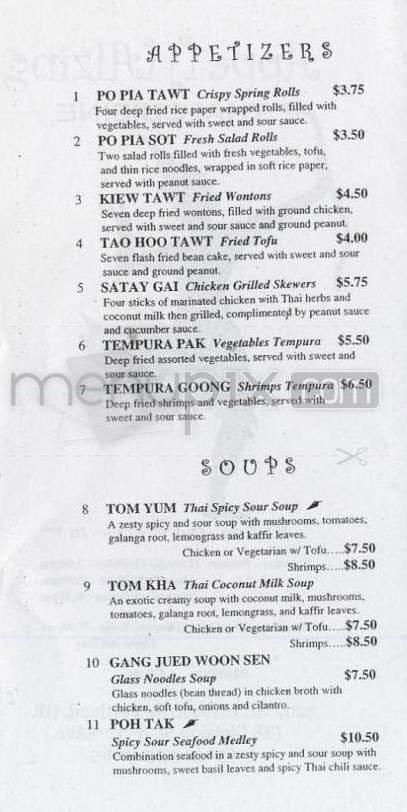 APPETIZERS
1 PO PIA TAWT Crispy Spring Rolls $3.75
Four deep fried rice paper wrapped rolls, filled with
vegetables, served with sweet and sour sauce.
2 PO PIA SOT Fresh Salad Rolls $3.50
Two salad rolls filled with fresh vegetables, tofu,
and thin rice noodles, wrapped in soft rice paper,
served with peanut sauce.
3 KIEW TAWT Fried Wontons $4.50
Seven deep fried wontons, filled with ground chicken,
served with sweet and sour sauce and ground peanut.
4 TAO HOO TAWT Fried Tofu $4.00
Seven flash fried bean cake, served with sweet and sour
sauce and ground peanut.
5 SATAY GAI Chicken Grilled Skewers $5.75
Four sticks of marinated chicken with Thai herbs and
coconut milk then grilled, complimented by peanut sauce
and cucumber sauce.
6 TEMPURA PAK Vegetables Tempura $5.50
Deep fried assorted vegetables, served with sweet and
sour sauce.
7 TEMPURA GOONG Shrimps Tempura $6.50
Deep fried shrimps and vegetables, served with
sweet and sour sauce.
menupix.com
SOUPS
8 TOM YUM Thai Spicy Sour Soup
A zesty spicy and sour soup with mushrooms, tomatoes,
galanga root, lemongrass and kaffir leaves.
Chicken or Vegetarian w/ Tofu.....$7.50
Shrimps.....$8.50
9 TOM KHA Thai Coconut Milk Soup
An exotic creamy soup with coconut milk, mushrooms,
tomatoes, galanga root, lemongrass, and kaffir leaves.
Chicken or Vegetarian w/ Tofu.....$7.50
Shrimps.....$8.50
10 GANG JUED WOON SEN
Glass Noodles Soup $7.50
Glass noodles (bean thread) in chicken broth with
chicken, soft tofu, onions and cilantro.
11 POH TAK
Spicy Sour Seafood Medley $10.50
Combination seafood in a zesty spicy and sour soup with
mushrooms, sweet basil leaves and spicy Thai chili sauce.